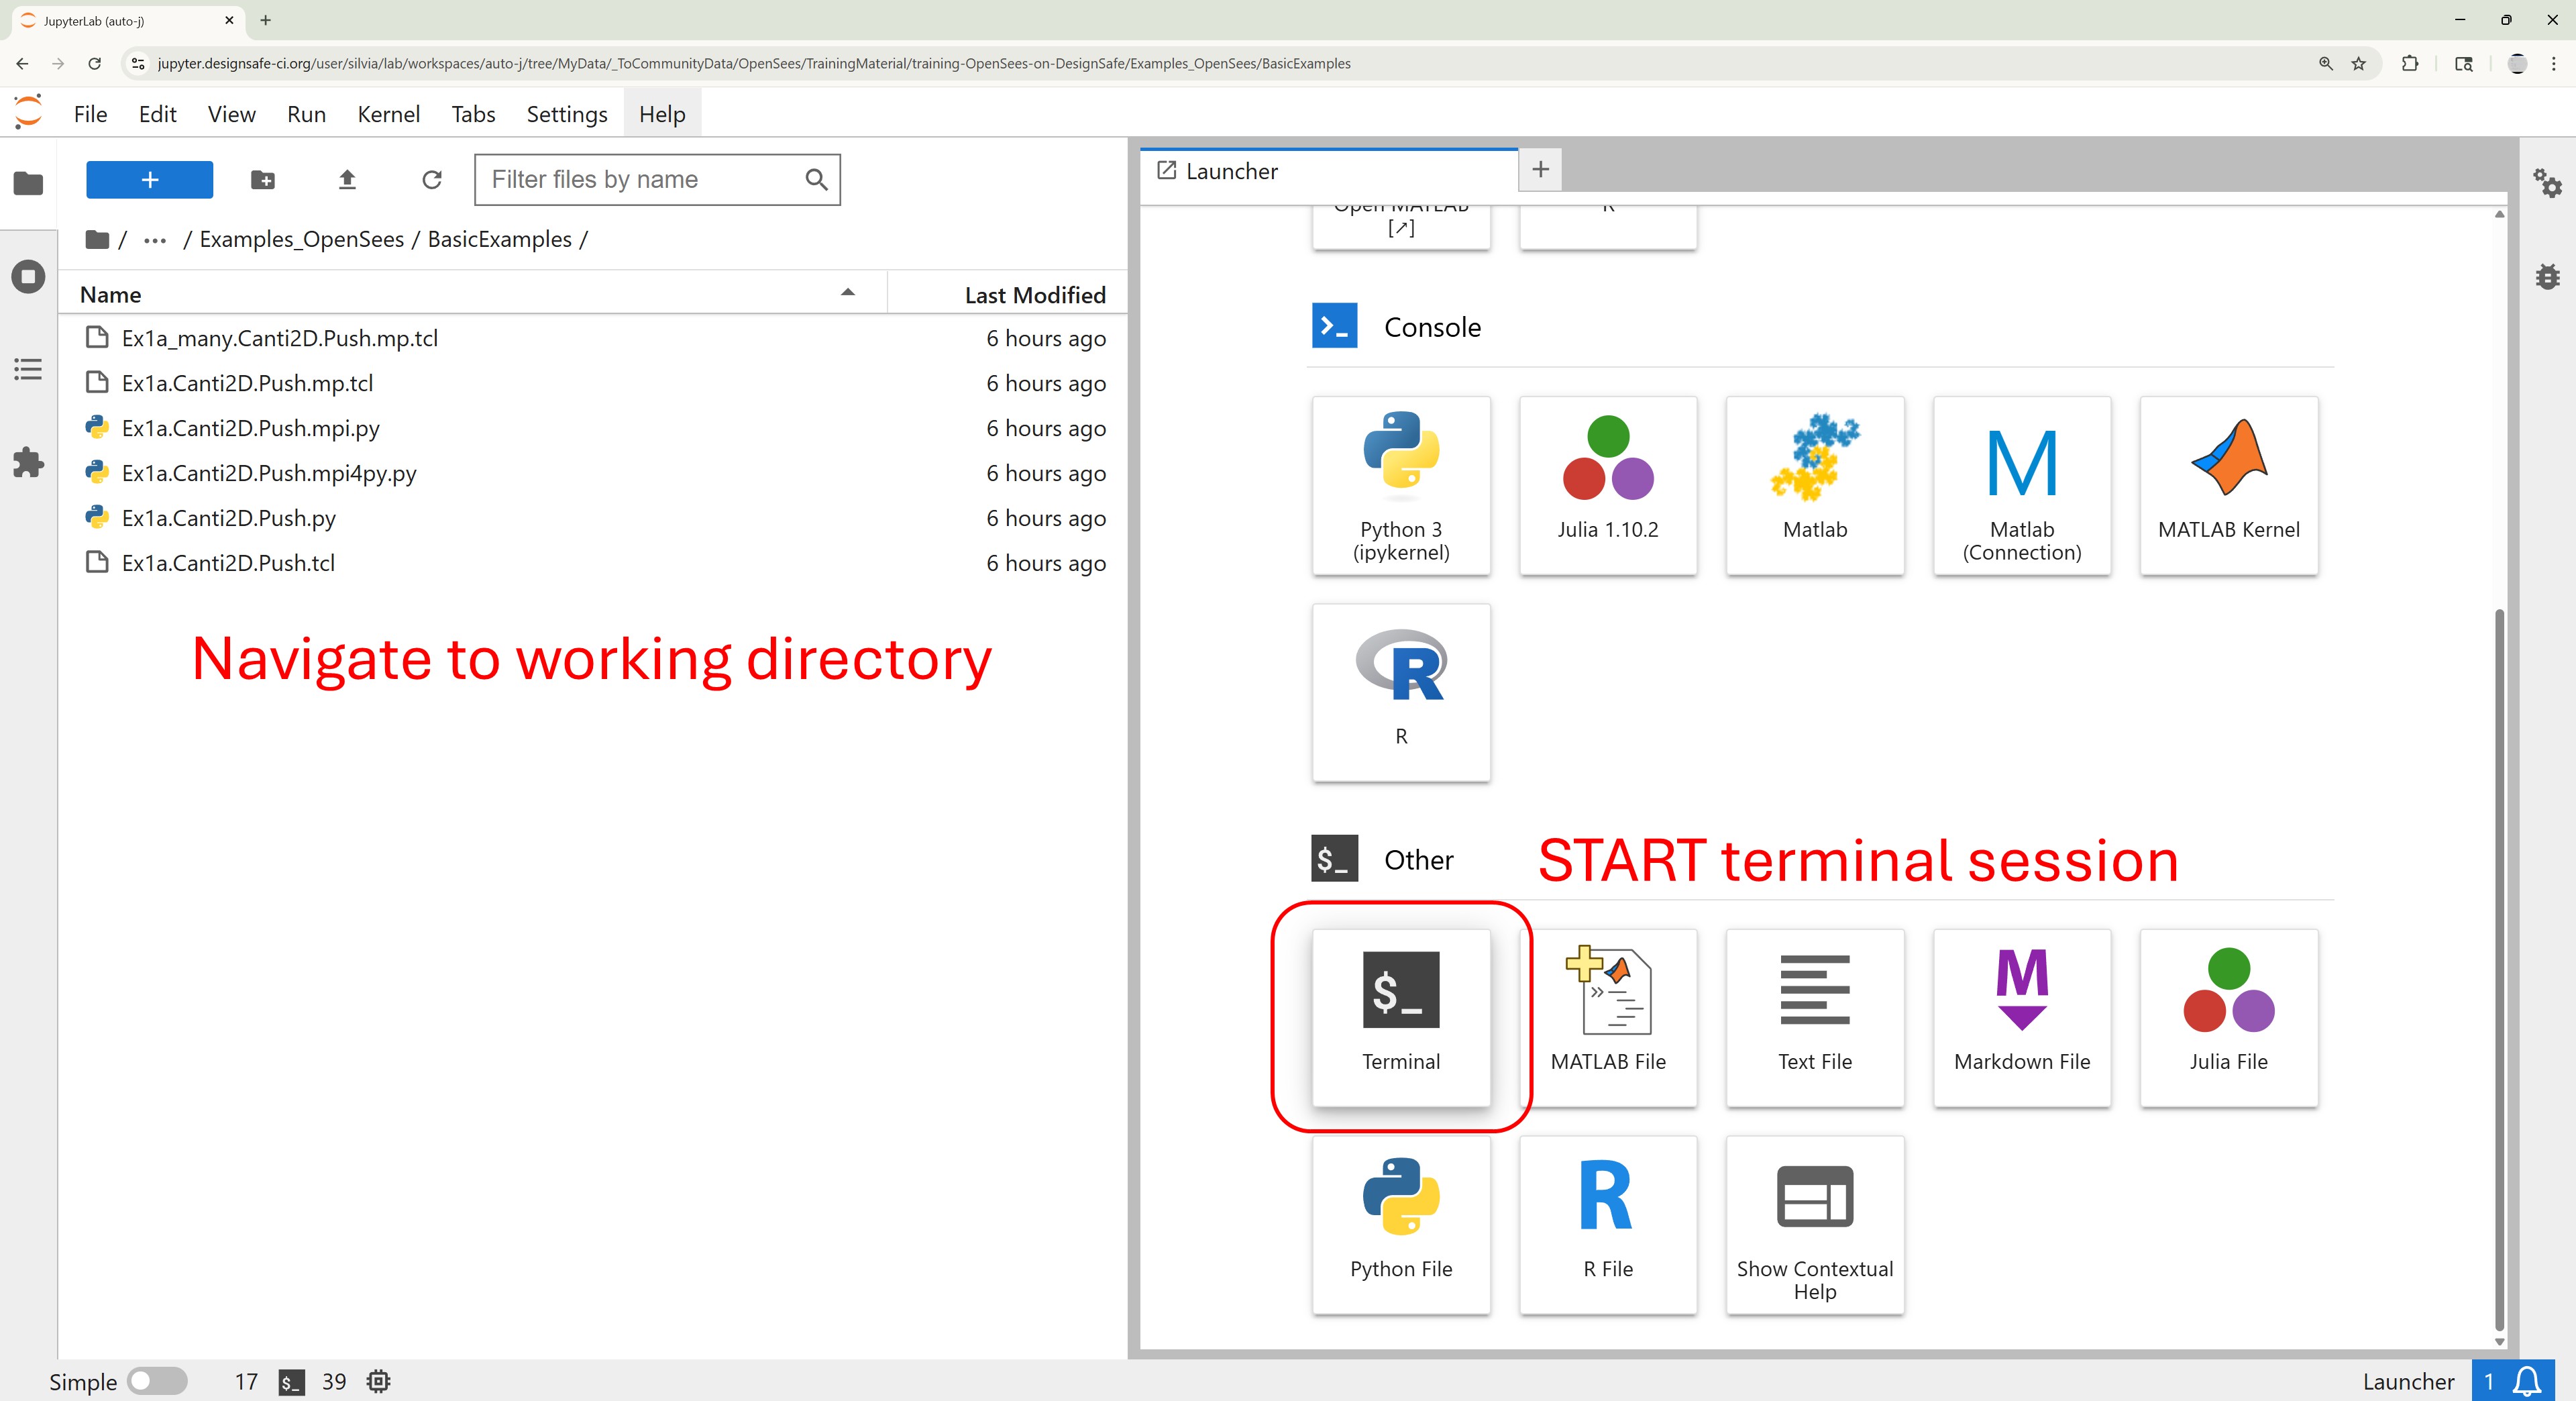 JupyterLab (auto-j)
jupyter.designsafe-ci.org/user/silvia/lab/workspaces/auto-j/tree/MyData/_ToCommunityData/OpenSees/TrainingMaterial/training-OpenSees-on-DesignSafe/Examples_OpenSees/BasicExamples
File Edit View Run Kernel Tabs Settings Help
Filter files by name
/ ... / Examples_OpenSees / BasicExamples /
Name Last Modified
Ex1a_many.Canti2D.Push.mp.tcl 6 hours ago
Ex1a.Canti2D.Push.mp.tcl 6 hours ago
Ex1a.Canti2D.Push.mpi.py 6 hours ago
Ex1a.Canti2D.Push.mpi4py.py 6 hours ago
Ex1a.Canti2D.Push.py 6 hours ago
Ex1a.Canti2D.Push.tcl 6 hours ago
Navigate to working directory
Launcher
Open MATLAB R
[↗]
Console
Python 3 Julia 1.10.2 Matlab Matlab MATLAB Kernel
(ipykernel) (Connection)
R
Other START terminal session
Terminal MATLAB File Text File Markdown File Julia File
Python File R File Show Contextual
Help
Simple 17 $_ 39 Launcher 1